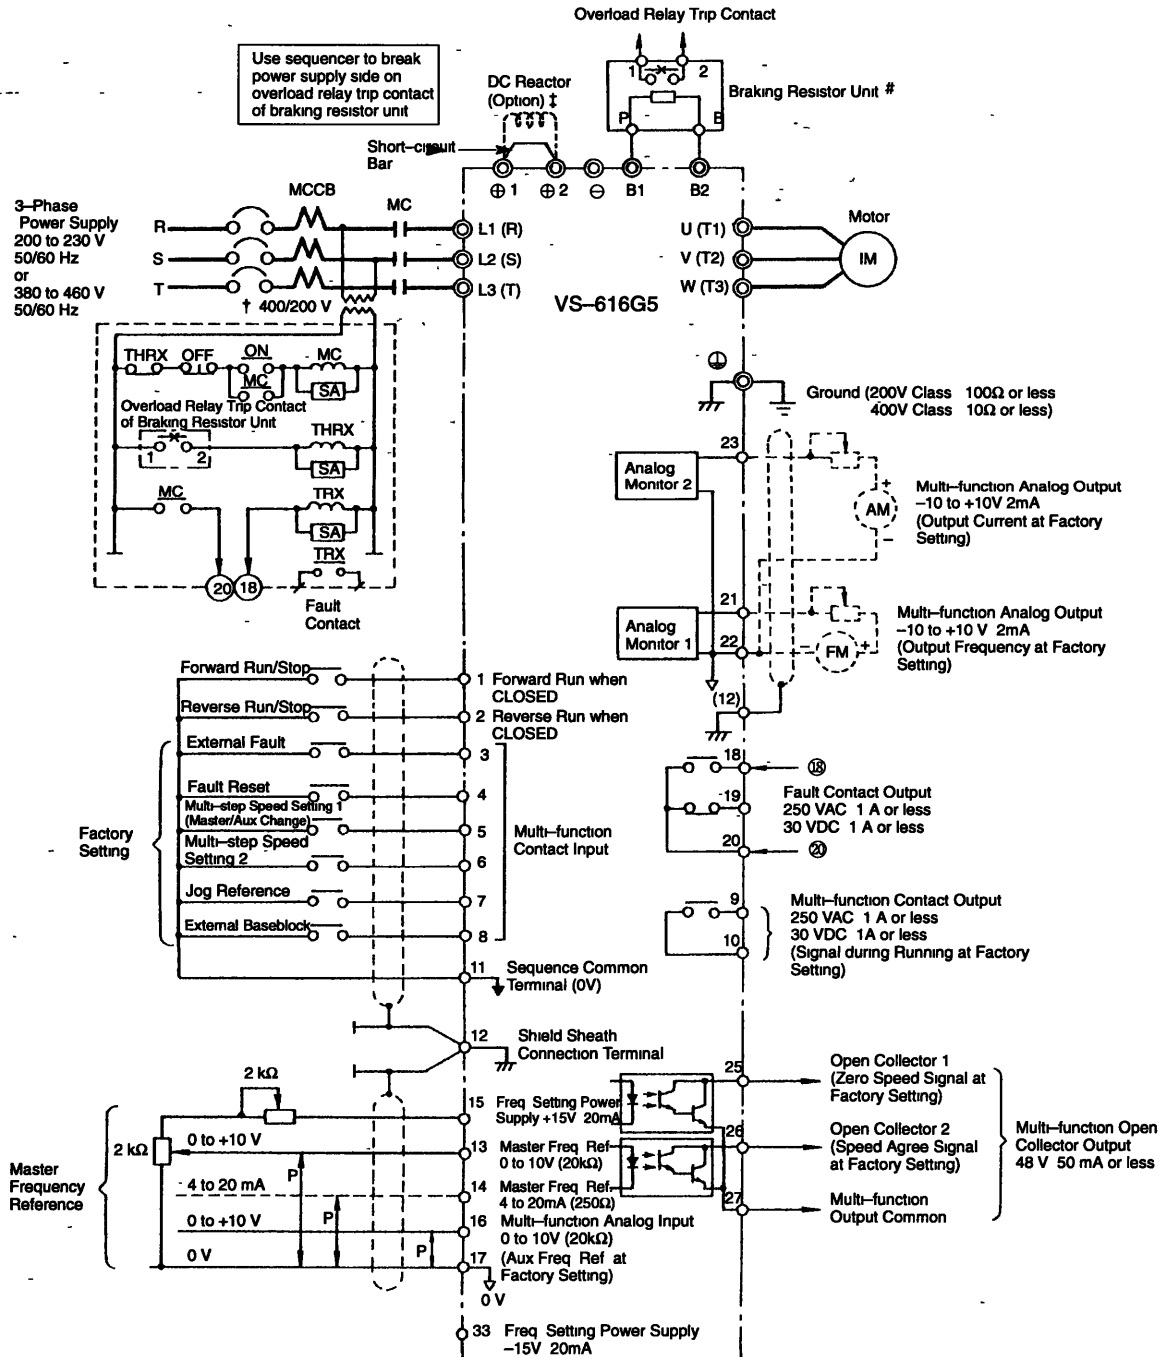 Overload Relay Trip Contact
Use sequencer to break
power supply side on
overload relay trip contact
of braking resistor unit
DC Reactor
(Option) ‡
1 2
Braking Resistor Unit #
P B
Short-circuit
Bar
⊕ 1 ⊕ 2 ⊖ B1 B2
3-Phase
Power Supply
200 to 230 V
50/60 Hz
or
380 to 460 V
50/60 Hz
MCCB
MC
R
S
T
L1 (R)
L2 (S)
L3 (T)
† 400/200 V
VS-616G5
U (T1)
V (T2)
W (T3)
Motor
IM
THRX OFF ON MC
MC
SA
Overload Relay Trip Contact
of Braking Resistor Unit
1 2
THRX
SA
MC
TRX
SA
TRX
20 18
Fault
Contact
Ground (200V Class 100Ω or less
400V Class 10Ω or less)
23
Analog
Monitor 2
AM
+
−
Multi-function Analog Output
-10 to +10V 2mA
(Output Current at Factory
Setting)
21
Analog
Monitor 1
22
FM
− +
Multi-function Analog Output
-10 to +10 V 2mA
(Output Frequency at Factory
Setting)
(12)
Forward Run/Stop
1 Forward Run when
CLOSED
Reverse Run/Stop
2 Reverse Run when
CLOSED
External Fault
3
Fault Reset
4
Multi-step Speed Setting 1
(Master/Aux Change)
5
Multi-step Speed
Setting 2
6
Jog Reference
7
External Baseblock
8
Factory
Setting
Multi-function
Contact Input
11 Sequence Common
Terminal (0V)
12 Shield Sheath
Connection Terminal
18 ⑱
19
20 ⑳
Fault Contact Output
250 VAC 1 A or less
30 VDC 1 A or less
9
10
Multi-function Contact Output
250 VAC 1 A or less
30 VDC 1A or less
(Signal during Running at Factory
Setting)
2 kΩ
2 kΩ
Master
Frequency
Reference
0 to +10 V
4 to 20 mA
0 to +10 V
0 V
P
P
P
15 Freq Setting Power
Supply +15V 20mA
13 Master Freq Ref
0 to 10V (20kΩ)
14 Master Freq Ref
4 to 20mA (250Ω)
16 Multi-function Analog Input
0 to 10V (20kΩ)
17 (Aux Freq Ref at
Factory Setting)
0 V
33 Freq Setting Power Supply
-15V 20mA
25
Open Collector 1
(Zero Speed Signal at
Factory Setting)
26
Open Collector 2
(Speed Agree Signal
at Factory Setting)
27
Multi-function
Output Common
Multi-function Open
Collector Output
48 V 50 mA or less